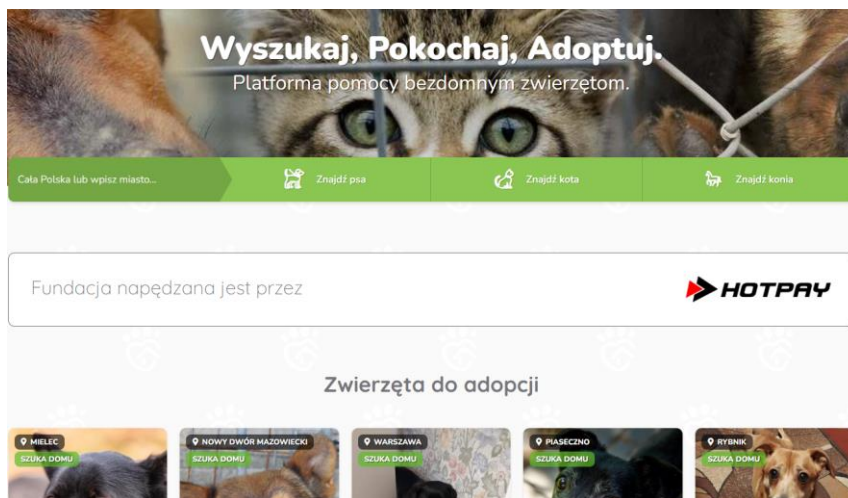 Wyszukaj, Pokochaj, Adoptuj.
Platforma pomocy bezdomnym zwierzętom.
Cała Polska lub wpisz miasto...
Znajdź psa
Znajdź kota
Znajdź konia
Fundacja napędzana jest przez
HOTPAY
Zwierzęta do adopcji
MIELEC
SZUKA DOMU
NOWY DWÓR MAZOWIECKI
SZUKA DOMU
WARSZAWA
SZUKA DOMU
PIASECZNO
SZUKA DOMU
RYBNIK
SZUKA DOMU